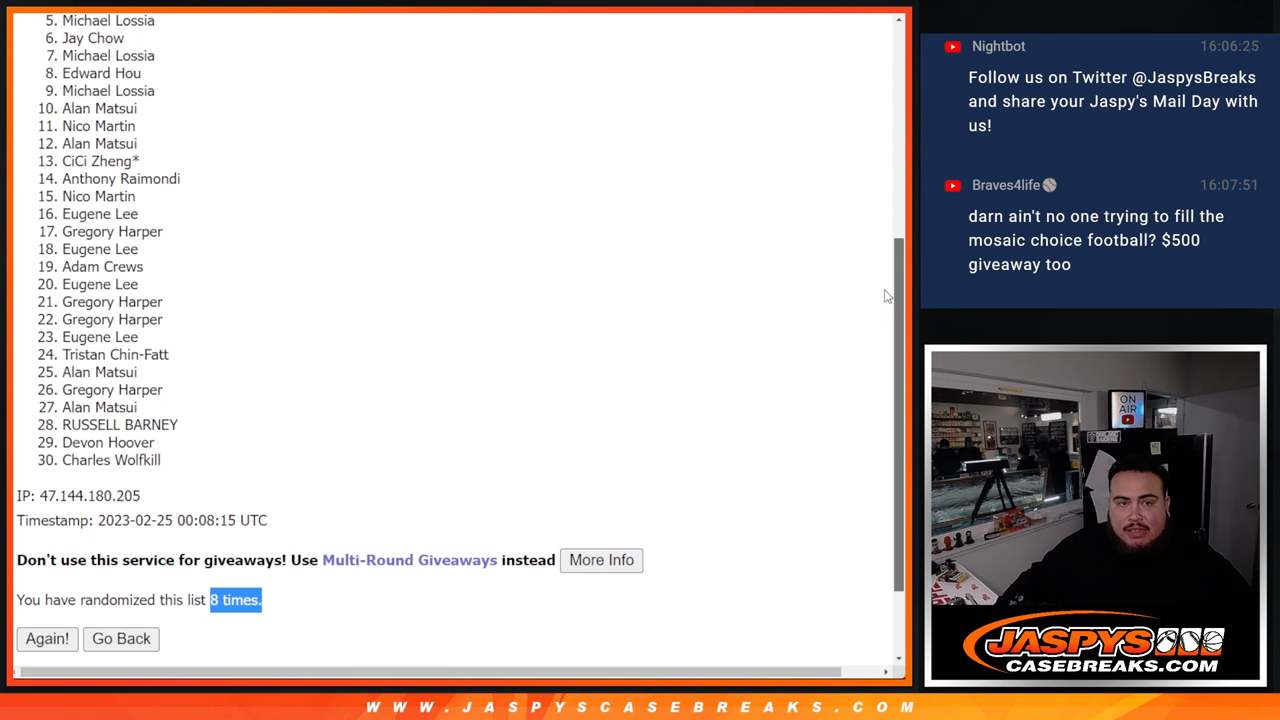 5. Michael Lossia
6. Jay Chow
7. Michael Lossia
8. Edward Hou
9. Michael Lossia
10. Alan Matsui
11. Nico Martin
12. Alan Matsui
13. CiCi Zheng*
14. Anthony Raimondi
15. Nico Martin
16. Eugene Lee
17. Gregory Harper
18. Eugene Lee
19. Adam Crews
20. Eugene Lee
21. Gregory Harper
22. Gregory Harper
23. Eugene Lee
24. Tristan Chin-Fatt
25. Alan Matsui
26. Gregory Harper
27. Alan Matsui
28. RUSSELL BARNEY
29. Devon Hoover
30. Charles Wolfkill
IP: 47.144.180.205
Timestamp: 2023-02-25 00:08:15 UTC
Don't use this service for giveaways! Use Multi-Round Giveaways instead More Info
You have randomized this list 8 times.
Again! Go Back
Nightbot 16:06:25
Follow us on Twitter @JaspysBreaks
and share your Jaspy's Mail Day with
us!
Braves4life⚾ 16:07:51
darn ain't no one trying to fill the
mosaic choice football? $500
giveaway too
ON
AIR
JASPYS
CASEBREAKS.COM
WWW.JASPYSCASEBREAKS.COM